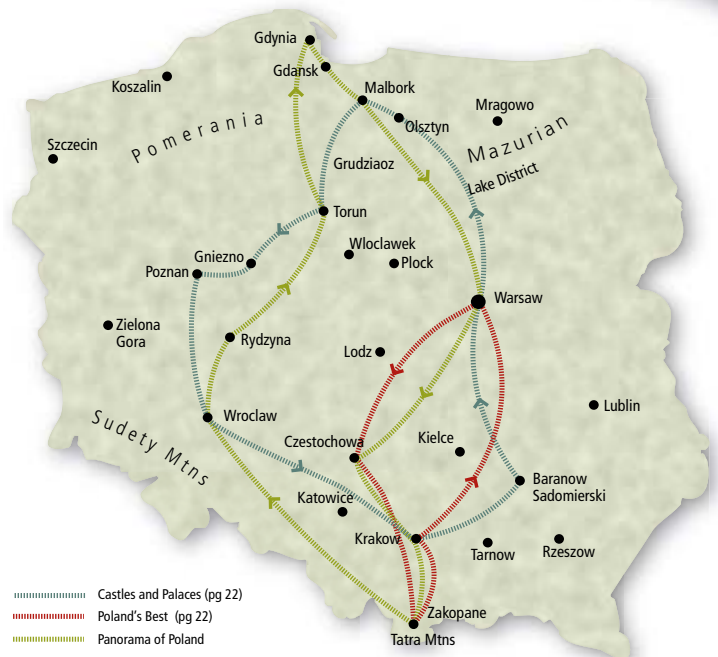 Gdynia
Gdansk
Koszalin
Malbork
Olsztyn
Mragowo
Szczecin
Pomerania
Mazurian
Lake District
Grudziaoz
Torun
Wloclawek
Plock
Gniezno
Poznan
Warsaw
Zielona
Gora
Rydzyna
Lodz
Lublin
Wroclaw
Sudety Mtns
Czestochowa
Kielce
Baranow
Sadomierski
Katowice
Krakow
Tarnow
Rzeszow
Zakopane
Tatra Mtns
Castles and Palaces (pg 22)
Poland's Best (pg 22)
Panorama of Poland